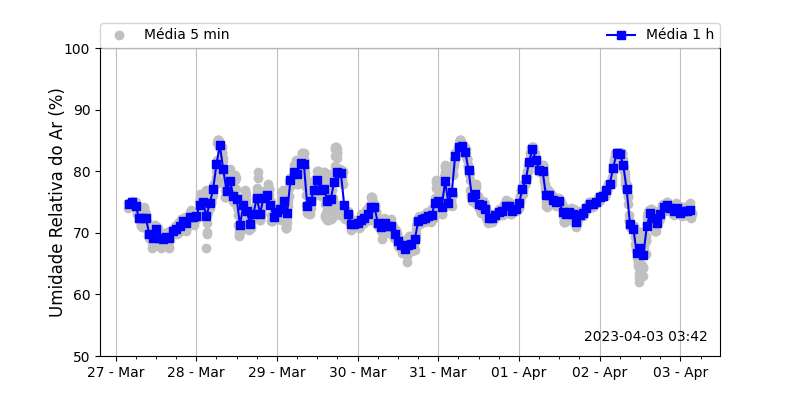 Média 5 min
Média 1 h
Umidade Relativa do Ar (%)
100
90
80
70
60
50
2023-04-03 03:42
27 - Mar
28 - Mar
29 - Mar
30 - Mar
31 - Mar
01 - Apr
02 - Apr
03 - Apr